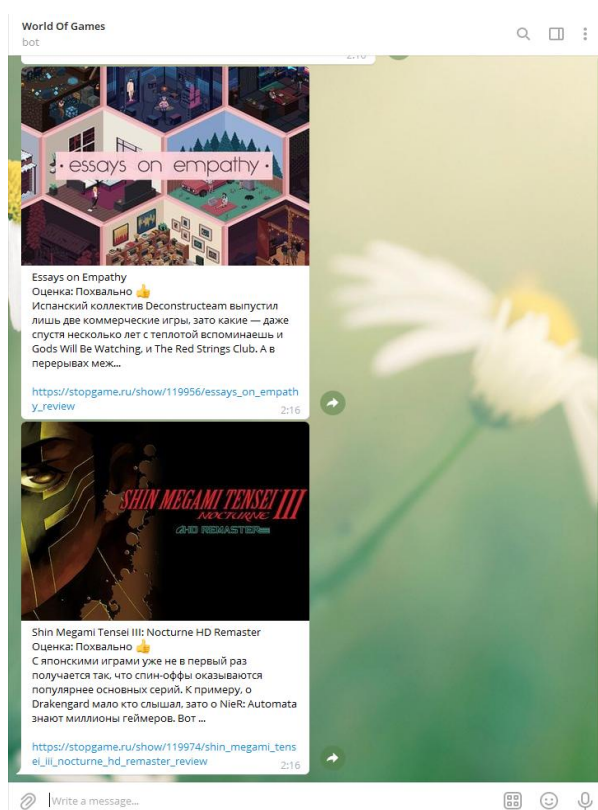 World Of Games
bot
2:16
· essays on empathy ·
Essays on Empathy
Оценка: Похвально 👍
Испанский коллектив Deconstructeam выпустил
лишь две коммерческие игры, зато какие — даже
спустя несколько лет с теплотой вспоминаешь и
Gods Will Be Watching, и The Red Strings Club. А в
перерывах меж...
https://stopgame.ru/show/119956/essays_on_empath
y_review
2:16
SHIN MEGAMI TENSEI III
NOCTURNE
HD REMASTER
Shin Megami Tensei III: Nocturne HD Remaster
Оценка: Похвально 👍
С японскими играми уже не в первый раз
получается так, что спин-оффы оказываются
популярнее основных серий. К примеру, о
Drakengard мало кто слышал, зато о NieR: Automata
знают миллионы геймеров. Вот ...
https://stopgame.ru/show/119974/shin_megami_tens
ei_iii_nocturne_hd_remaster_review
2:16
Write a message...